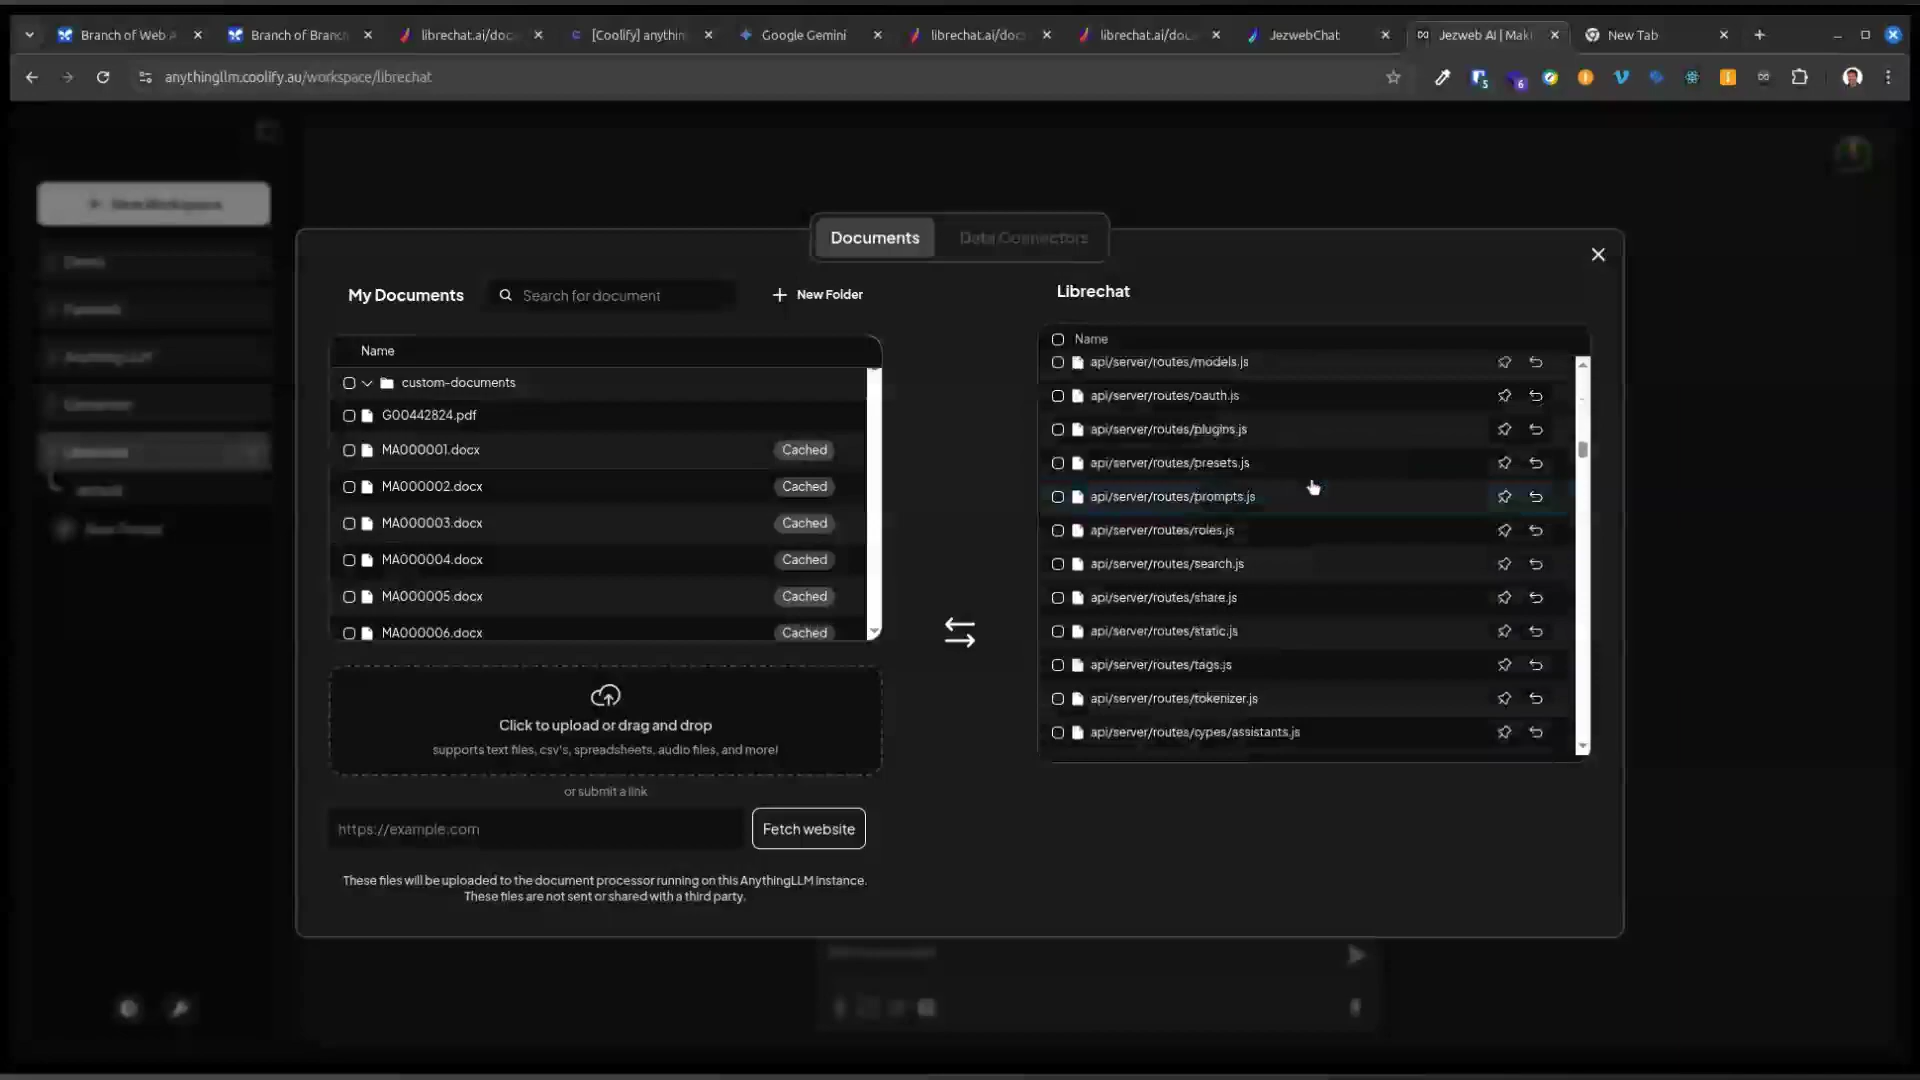 Branch of Web A
Branch of Branch
librechat.ai/doc
[Coolify] anythin
Google Gemini
librechat.ai/doc
librechat.ai/doc
JezwebChat
Jezweb AI | Mak
New Tab
anythingllm.coolify.au/workspace/librechat
5
6
New Workspace
Documents
Data Connectors
My Documents
Search for document
New Folder
Librechat
Name
Name
custom-documents
G00442824.pdf
MA000001.docx
Cached
MA000002.docx
Cached
MA000003.docx
Cached
MA000004.docx
Cached
MA000005.docx
Cached
MA000006.docx
Cached
api/server/routes/models.js
api/server/routes/oauth.js
api/server/routes/plugins.js
api/server/routes/presets.js
api/server/routes/prompts.js
api/server/routes/roles.js
api/server/routes/search.js
api/server/routes/share.js
api/server/routes/static.js
api/server/routes/tags.js
api/server/routes/tokenizer.js
api/server/routes/types/assistants.js
Click to upload or drag and drop
supports text files, csv's, spreadsheets, audio files, and more!
or submit a link
https://example.com
Fetch website
These files will be uploaded to the document processor running on this AnythingLLM instance.
These files are not sent or shared with a third party.